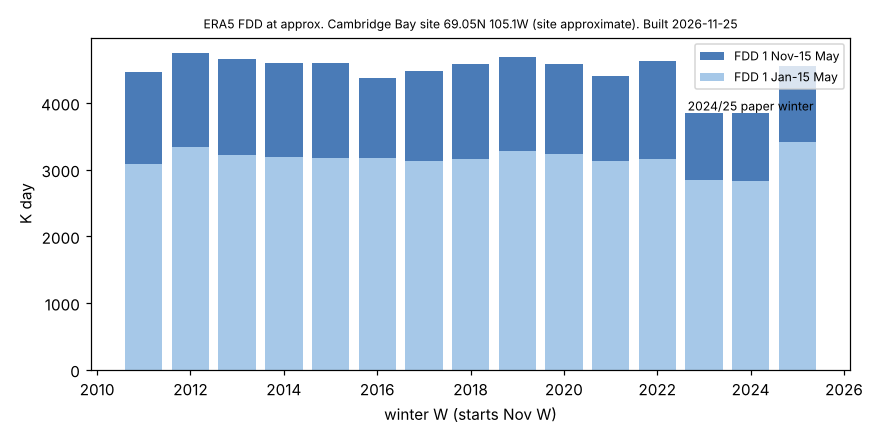 ERA5 FDD at approx. Cambridge Bay site 69.05N 105.1W (site approximate). Built 2026-11-25
FDD 1 Nov-15 May
FDD 1 Jan-15 May
2024/25 paper winter
4000
3000
2000
1000
0
K day
2010 2012 2014 2016 2018 2020 2022 2024 2026
winter W (starts Nov W)